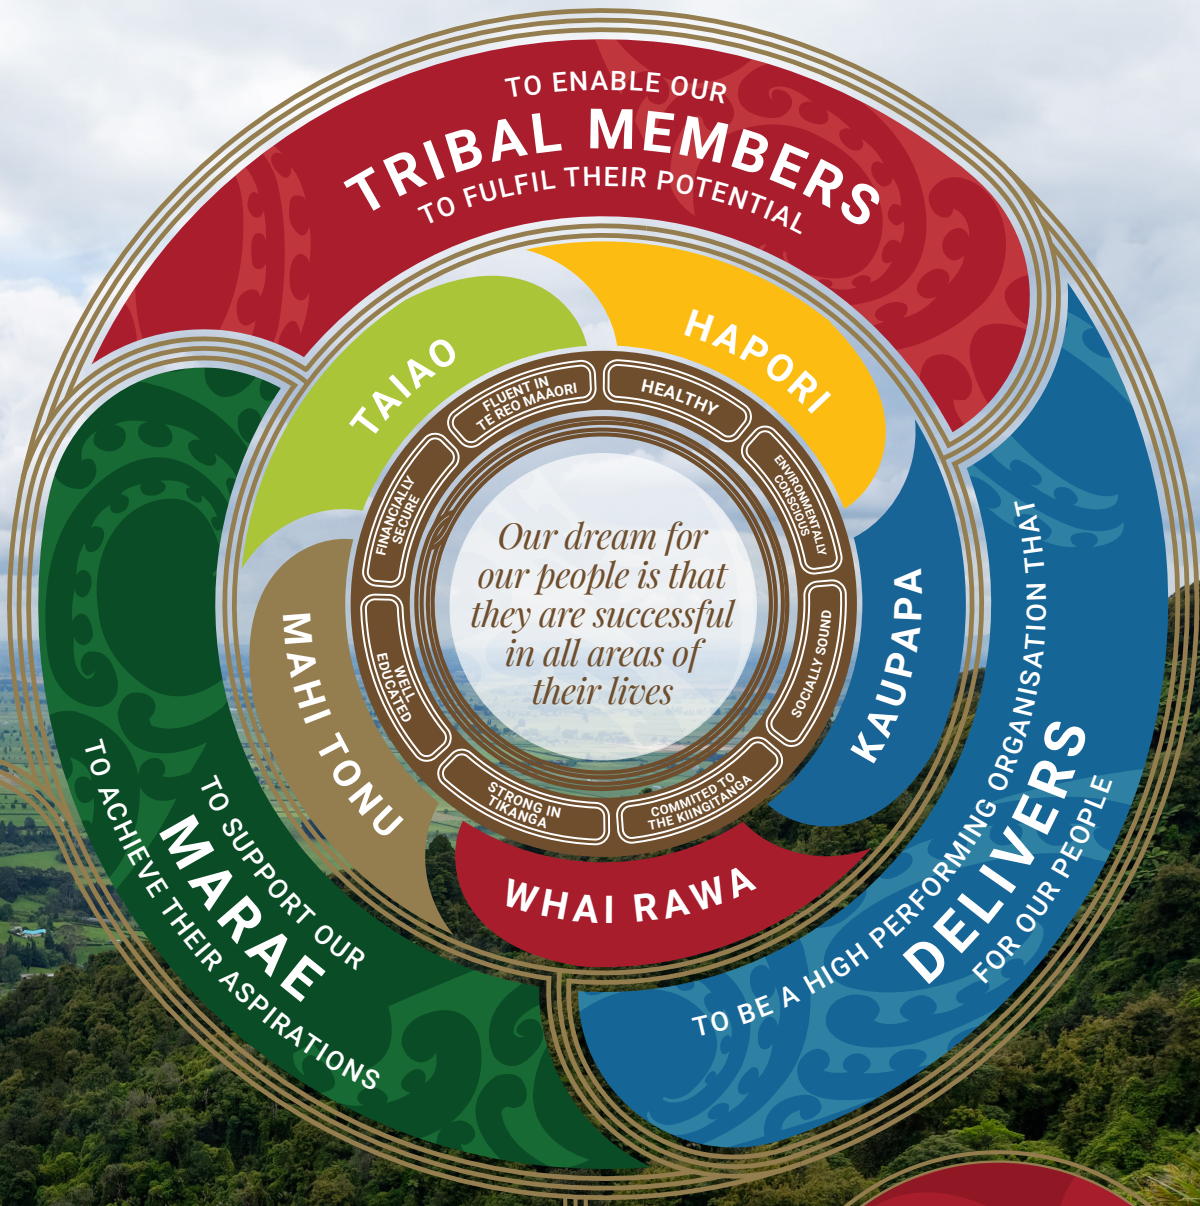 TO ENABLE OUR
TRIBAL MEMBERS
TO FULFIL THEIR POTENTIAL
TO BE A HIGH PERFORMING ORGANISATION THAT
DELIVERS
FOR OUR PEOPLE
TO SUPPORT OUR
MARAE
TO ACHIEVE THEIR ASPIRATIONS
TAIAO
HAPORI
KAUPAPA
WHAI RAWA
MAHI TONU
HEALTHY
ENVIRONMENTALLY
CONSCIOUS
SOCIALLY SOUND
COMMITED TO
THE KIINGITANGA
STRONG IN
TIKANGA
WELL
EDUCATED
FINANCIALLY
SECURE
FLUENT IN
TE REO MAAORI
Our dream for
our people is that
they are successful
in all areas of
their lives